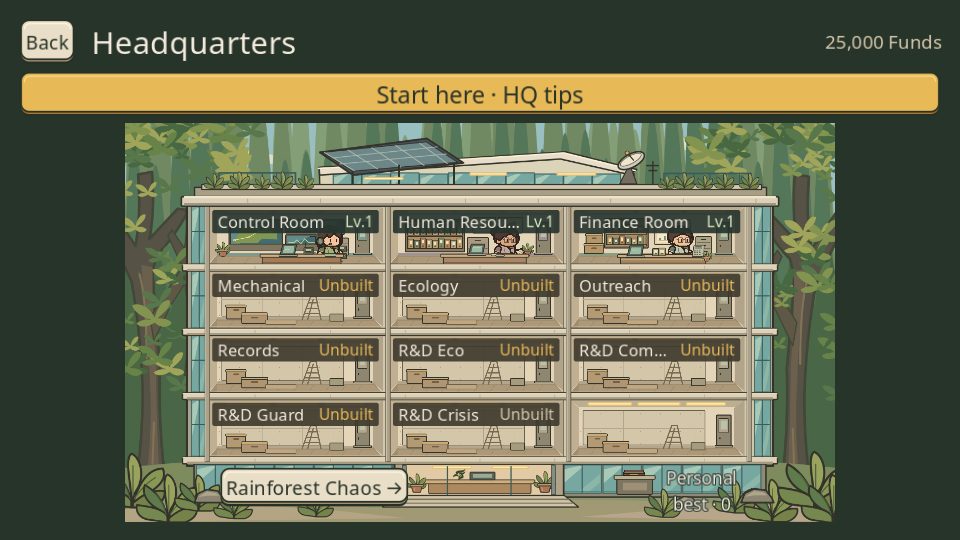 Back
Headquarters
25,000 Funds
Start here · HQ tips
Control Room Lv.1
Human Resou... Lv.1
Finance Room Lv.1
Mechanical Unbuilt
Ecology Unbuilt
Outreach Unbuilt
Records Unbuilt
R&D Eco Unbuilt
R&D Com... Unbuilt
R&D Guard Unbuilt
R&D Crisis Unbuilt
Rainforest Chaos →
Personal
best · 0